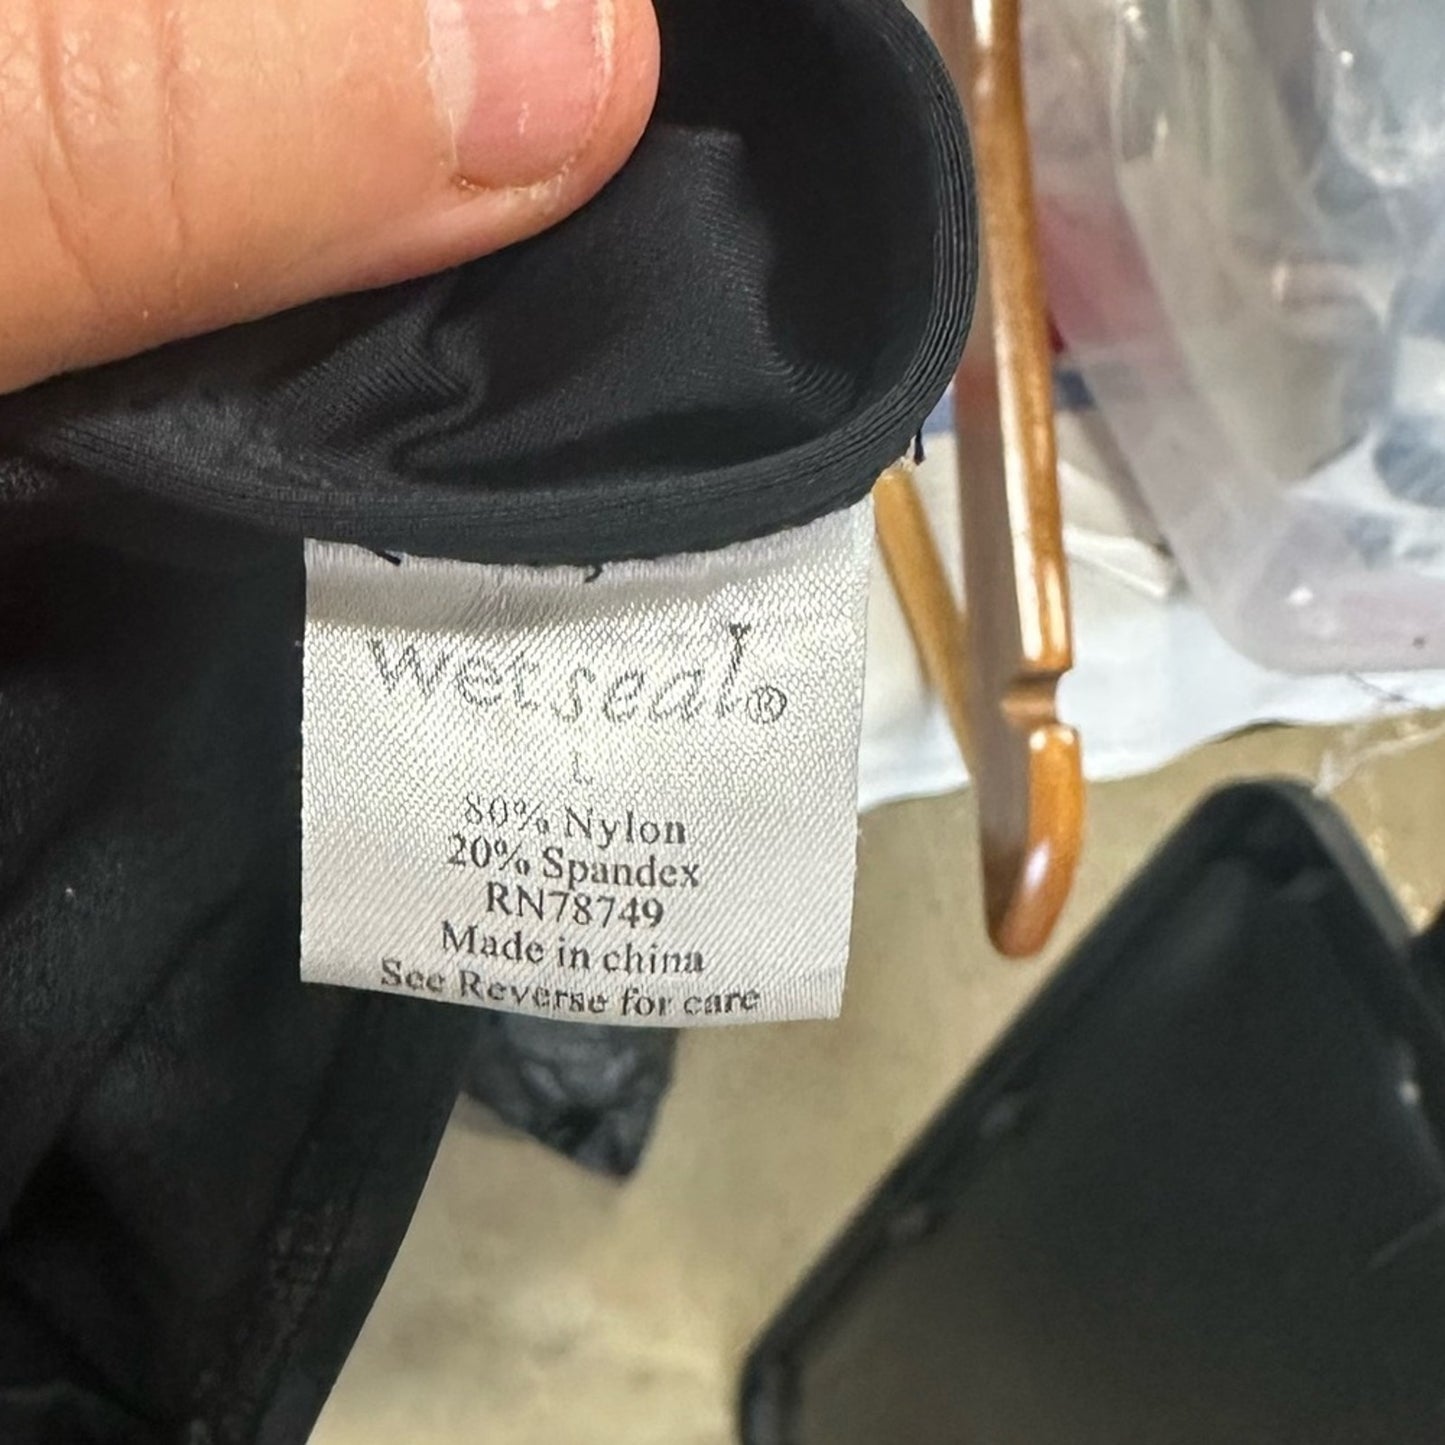 wet seal®
L
80% Nylon
20% Spandex
RN78749
Made in china
See Reverse for care